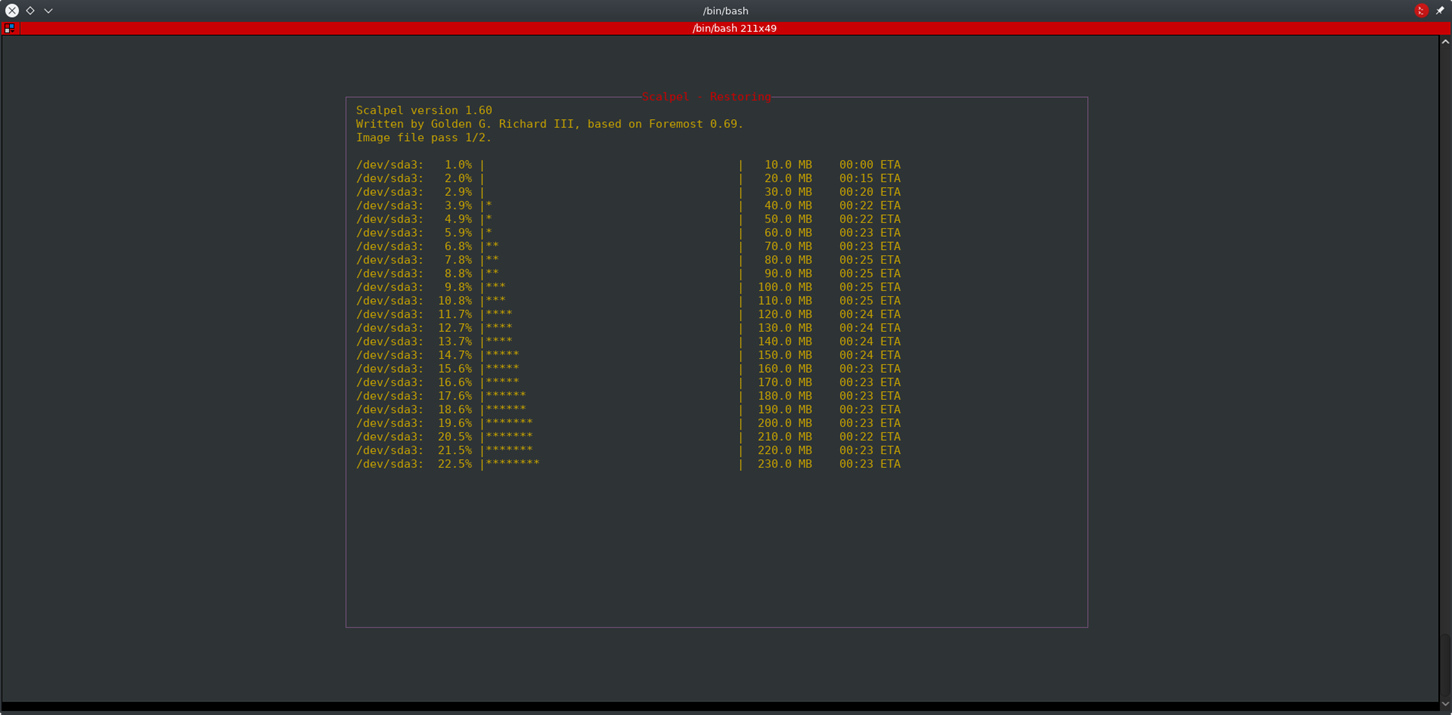 /bin/bash
/bin/bash 211x49
Scalpel - Restoring
Scalpel version 1.60
Written by Golden G. Richard III, based on Foremost 0.69.
Image file pass 1/2.
/dev/sda3:   1.0% |                                      |   10.0 MB    00:00 ETA
/dev/sda3:   2.0% |                                      |   20.0 MB    00:15 ETA
/dev/sda3:   2.9% |                                      |   30.0 MB    00:20 ETA
/dev/sda3:   3.9% |*                                     |   40.0 MB    00:22 ETA
/dev/sda3:   4.9% |*                                     |   50.0 MB    00:22 ETA
/dev/sda3:   5.9% |*                                     |   60.0 MB    00:23 ETA
/dev/sda3:   6.8% |**                                    |   70.0 MB    00:23 ETA
/dev/sda3:   7.8% |**                                    |   80.0 MB    00:25 ETA
/dev/sda3:   8.8% |**                                    |   90.0 MB    00:25 ETA
/dev/sda3:   9.8% |***                                   |  100.0 MB    00:25 ETA
/dev/sda3:  10.8% |***                                   |  110.0 MB    00:25 ETA
/dev/sda3:  11.7% |****                                  |  120.0 MB    00:24 ETA
/dev/sda3:  12.7% |****                                  |  130.0 MB    00:24 ETA
/dev/sda3:  13.7% |****                                  |  140.0 MB    00:24 ETA
/dev/sda3:  14.7% |*****                                 |  150.0 MB    00:24 ETA
/dev/sda3:  15.6% |*****                                 |  160.0 MB    00:23 ETA
/dev/sda3:  16.6% |*****                                 |  170.0 MB    00:23 ETA
/dev/sda3:  17.6% |******                                |  180.0 MB    00:23 ETA
/dev/sda3:  18.6% |******                                |  190.0 MB    00:23 ETA
/dev/sda3:  19.6% |*******                               |  200.0 MB    00:23 ETA
/dev/sda3:  20.5% |*******                               |  210.0 MB    00:22 ETA
/dev/sda3:  21.5% |*******                               |  220.0 MB    00:23 ETA
/dev/sda3:  22.5% |********                              |  230.0 MB    00:23 ETA